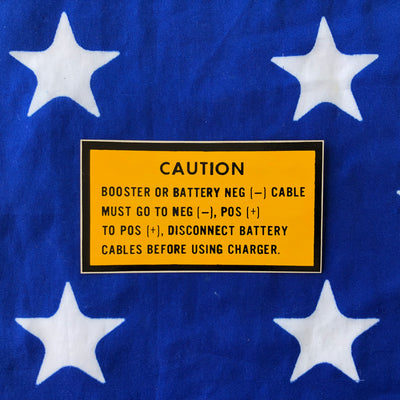 CAUTION
BOOSTER OR BATTERY NEG (–) CABLE
MUST GO TO NEG (–), POS (+)
TO POS (+), DISCONNECT BATTERY
CABLES BEFORE USING CHARGER.